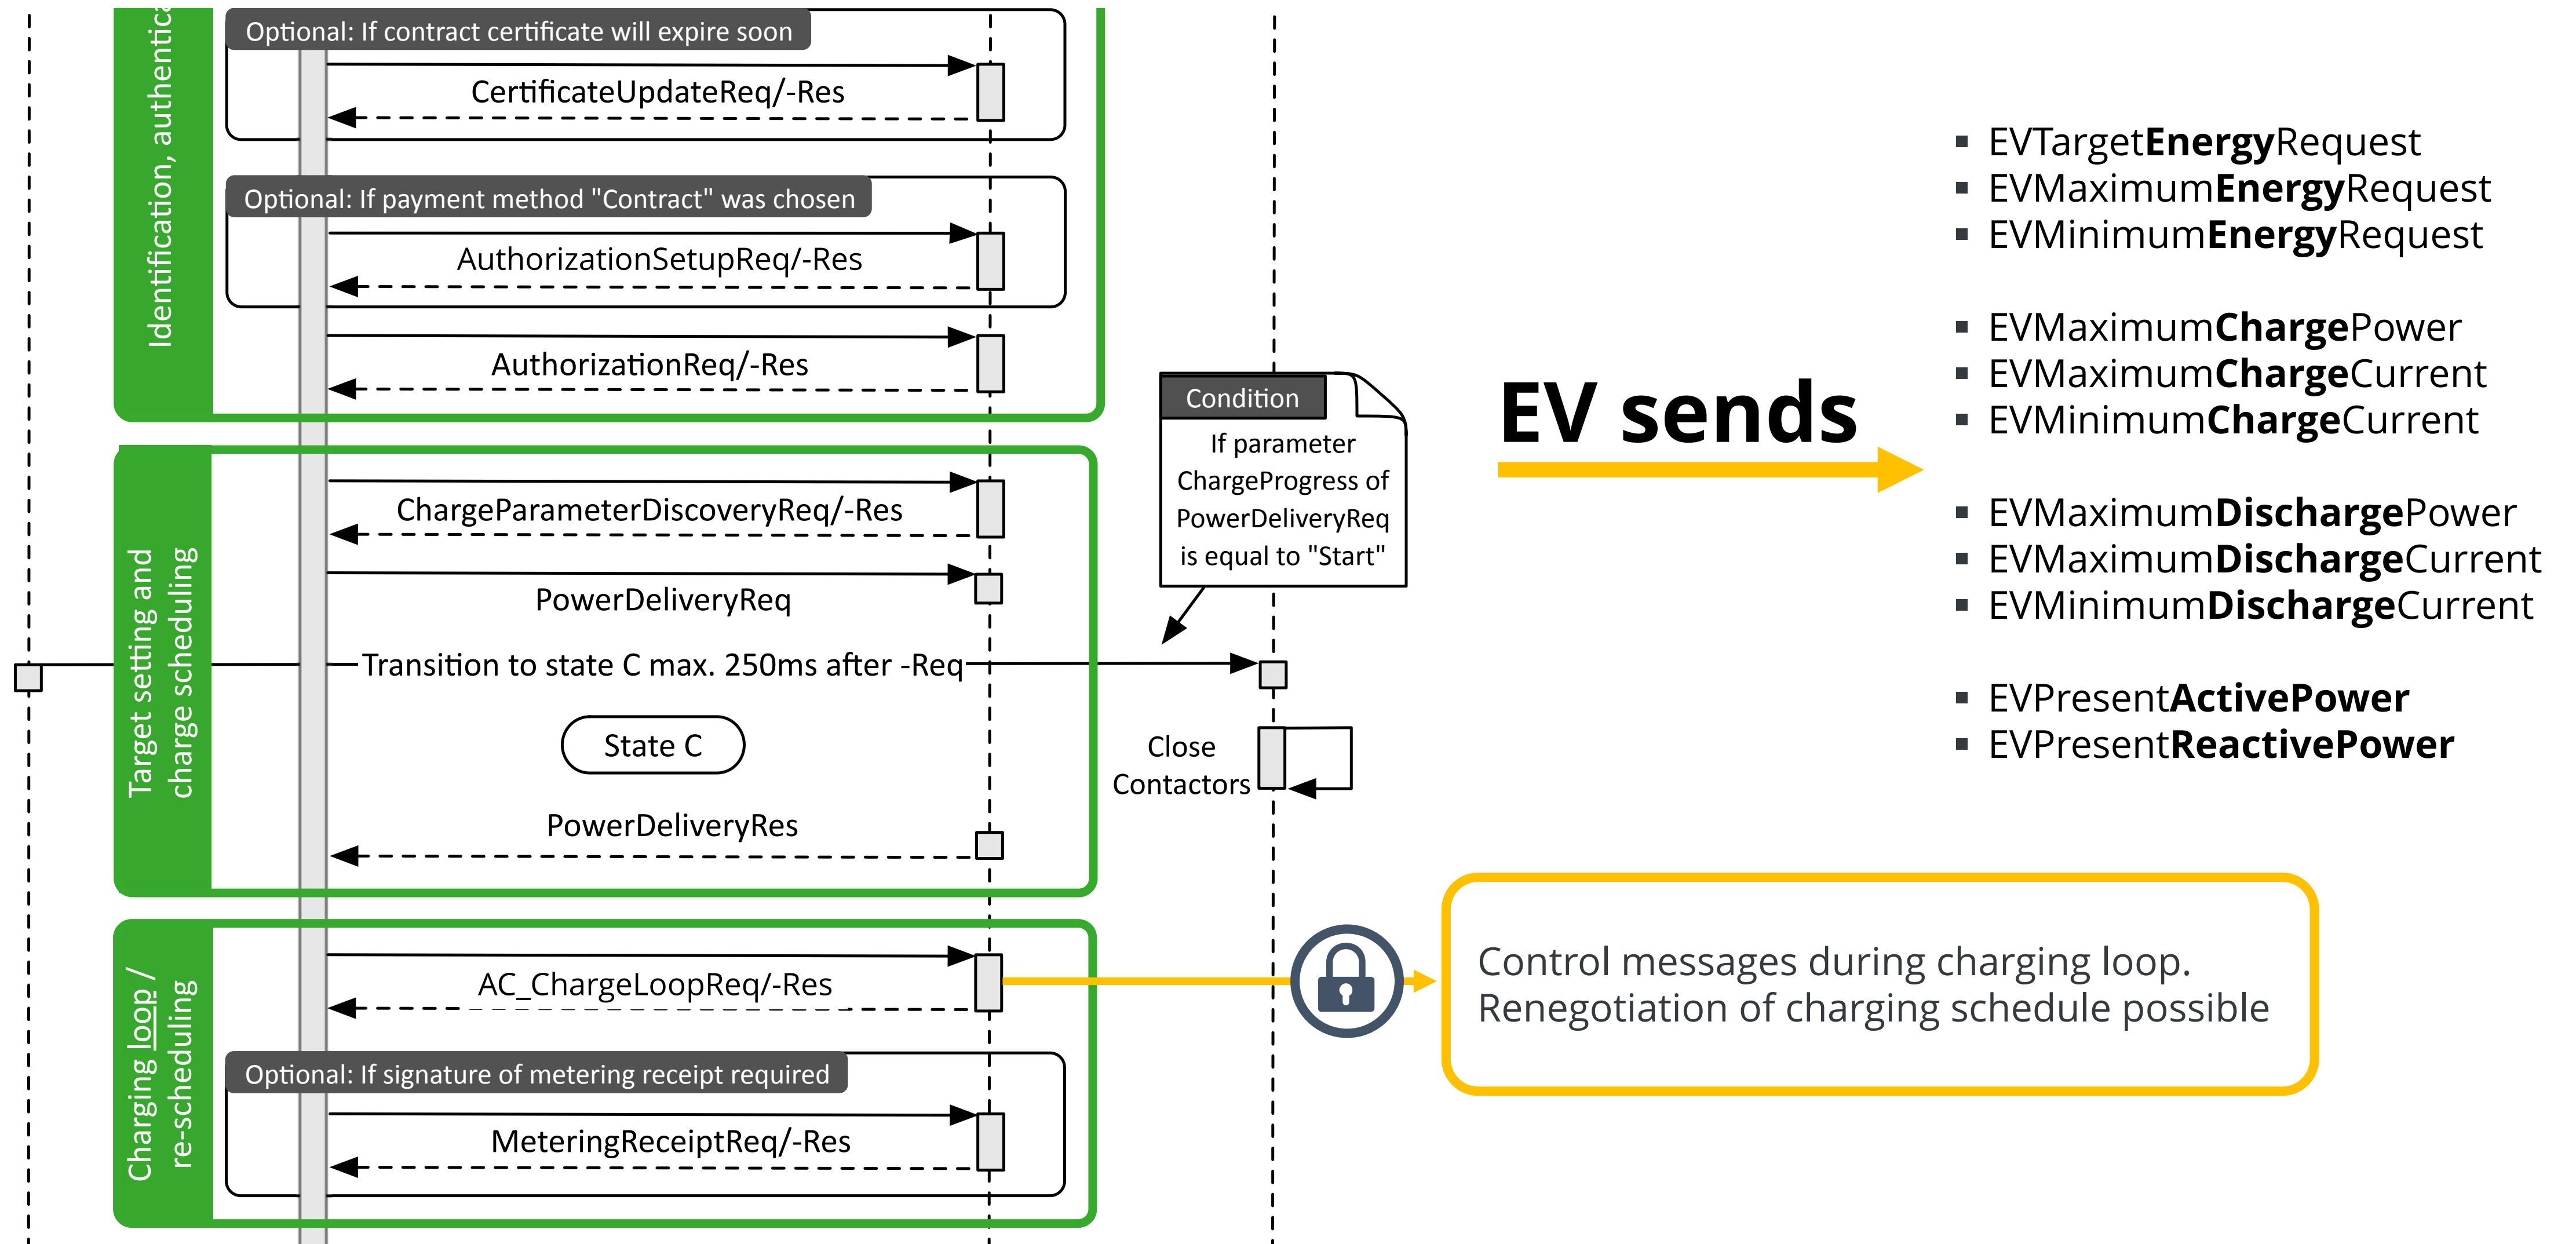 Identification, authentica
Optional: If contract certificate will expire soon
CertificateUpdateReq/-Res
Optional: If payment method "Contract" was chosen
AuthorizationSetupReq/-Res
AuthorizationReq/-Res
Target setting and
charge scheduling
ChargeParameterDiscoveryReq/-Res
PowerDeliveryReq
Transition to state C max. 250ms after -Req
State C
PowerDeliveryRes
Condition
If parameter
ChargeProgress of
PowerDeliveryReq
is equal to "Start"
Close
Contactors
Charging loop /
re-scheduling
AC_ChargeLoopReq/-Res
Optional: If signature of metering receipt required
MeteringReceiptReq/-Res
EV sends
▪ EVTargetEnergyRequest
▪ EVMaximumEnergyRequest
▪ EVMinimumEnergyRequest
▪ EVMaximumChargePower
▪ EVMaximumChargeCurrent
▪ EVMinimumChargeCurrent
▪ EVMaximumDischargePower
▪ EVMaximumDischargeCurrent
▪ EVMinimumDischargeCurrent
▪ EVPresentActivePower
▪ EVPresentReactivePower
Control messages during charging loop.
Renegotiation of charging schedule possible